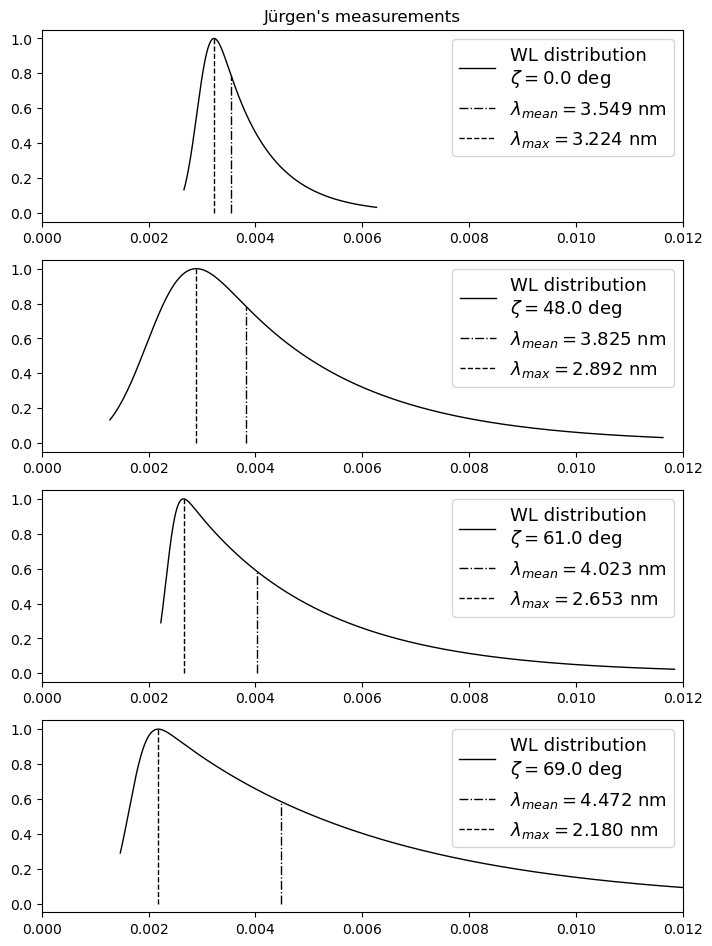 Jürgen's measurements
1.0
0.8
0.6
0.4
0.2
0.0
WL distribution
ζ = 0.0 deg
λmean = 3.549 nm
λmax = 3.224 nm
0.000 0.002 0.004 0.006 0.008 0.010 0.012
1.0
0.8
0.6
0.4
0.2
0.0
WL distribution
ζ = 48.0 deg
λmean = 3.825 nm
λmax = 2.892 nm
0.000 0.002 0.004 0.006 0.008 0.010 0.012
1.0
0.8
0.6
0.4
0.2
0.0
WL distribution
ζ = 61.0 deg
λmean = 4.023 nm
λmax = 2.653 nm
0.000 0.002 0.004 0.006 0.008 0.010 0.012
1.0
0.8
0.6
0.4
0.2
0.0
WL distribution
ζ = 69.0 deg
λmean = 4.472 nm
λmax = 2.180 nm
0.000 0.002 0.004 0.006 0.008 0.010 0.012